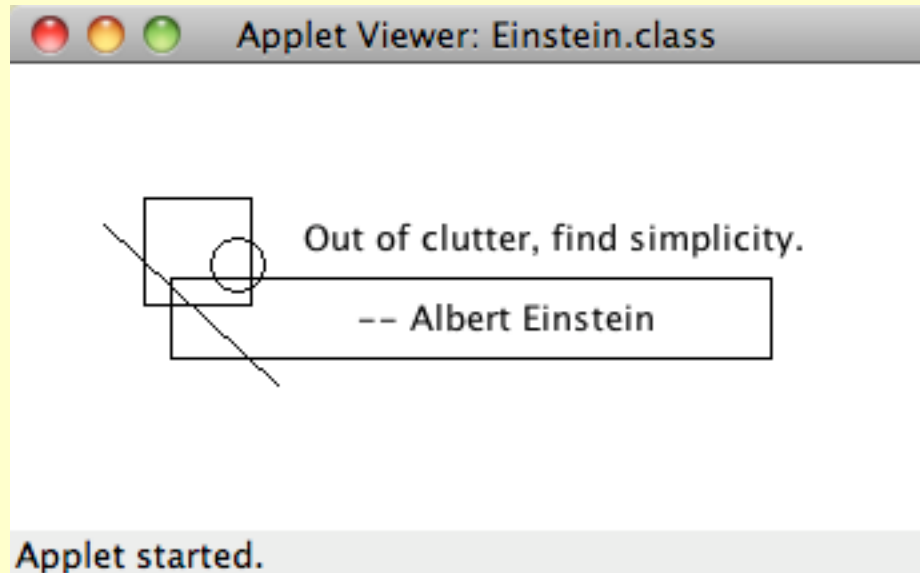 Applet Viewer: Einstein.class
Out of clutter, find simplicity.
-- Albert Einstein
Applet started.